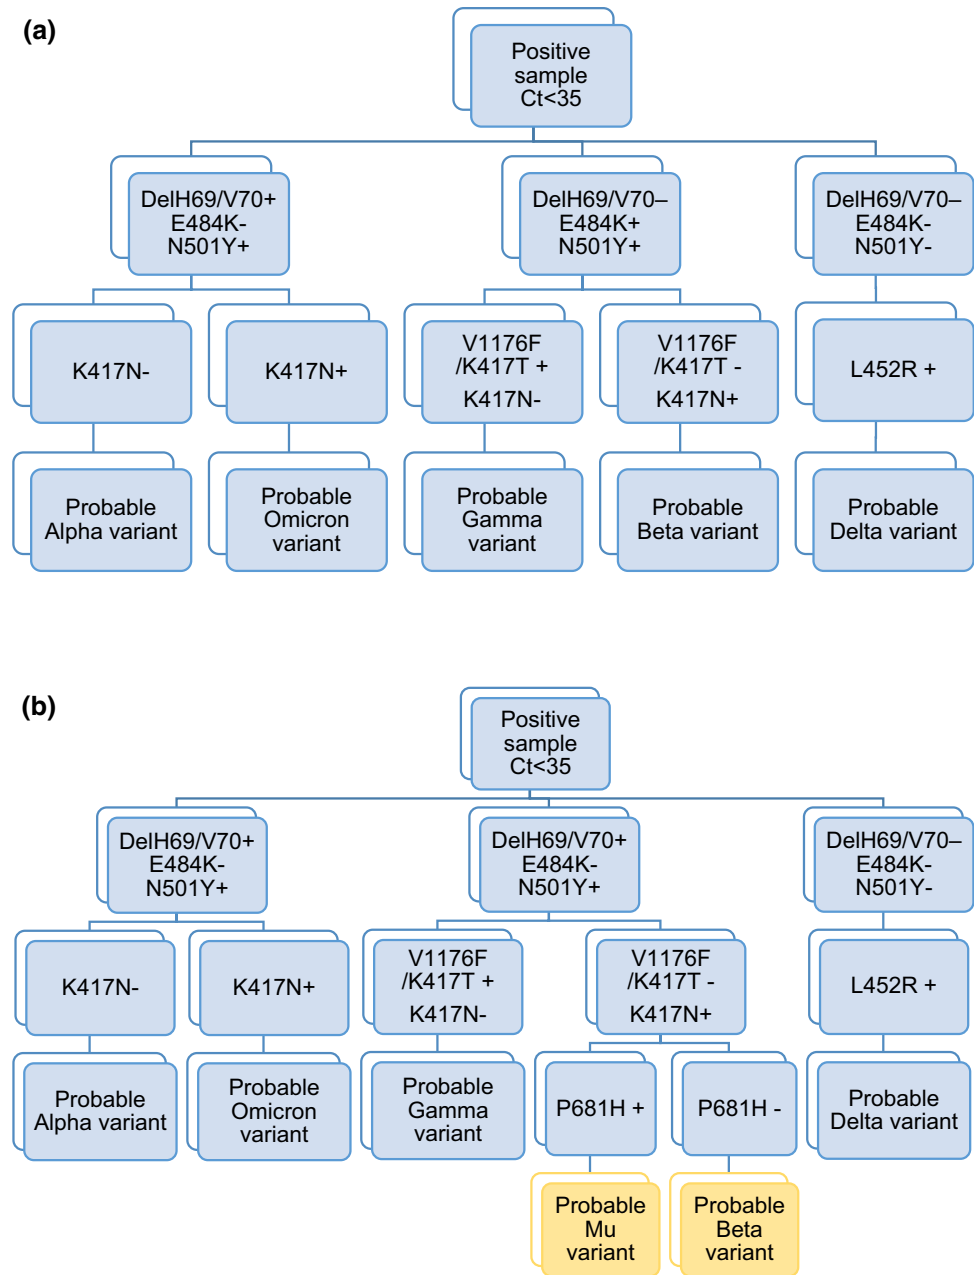 (a)
Positive
sample
Ct<35
DelH69/V70+
E484K-
N501Y+
DelH69/V70–
E484K+
N501Y+
DelH69/V70–
E484K-
N501Y-
K417N-
K417N+
V1176F
/K417T +
K417N-
V1176F
/K417T -
K417N+
L452R +
Probable
Alpha variant
Probable
Omicron
variant
Probable
Gamma
variant
Probable
Beta variant
Probable
Delta variant
(b)
Positive
sample
Ct<35
DelH69/V70+
E484K-
N501Y+
DelH69/V70+
E484K-
N501Y+
DelH69/V70–
E484K-
N501Y-
K417N-
K417N+
V1176F
/K417T +
K417N-
V1176F
/K417T -
K417N+
L452R +
Probable
Alpha variant
Probable
Omicron
variant
Probable
Gamma
variant
P681H +
P681H -
Probable
Delta variant
Probable
Mu
variant
Probable
Beta
variant